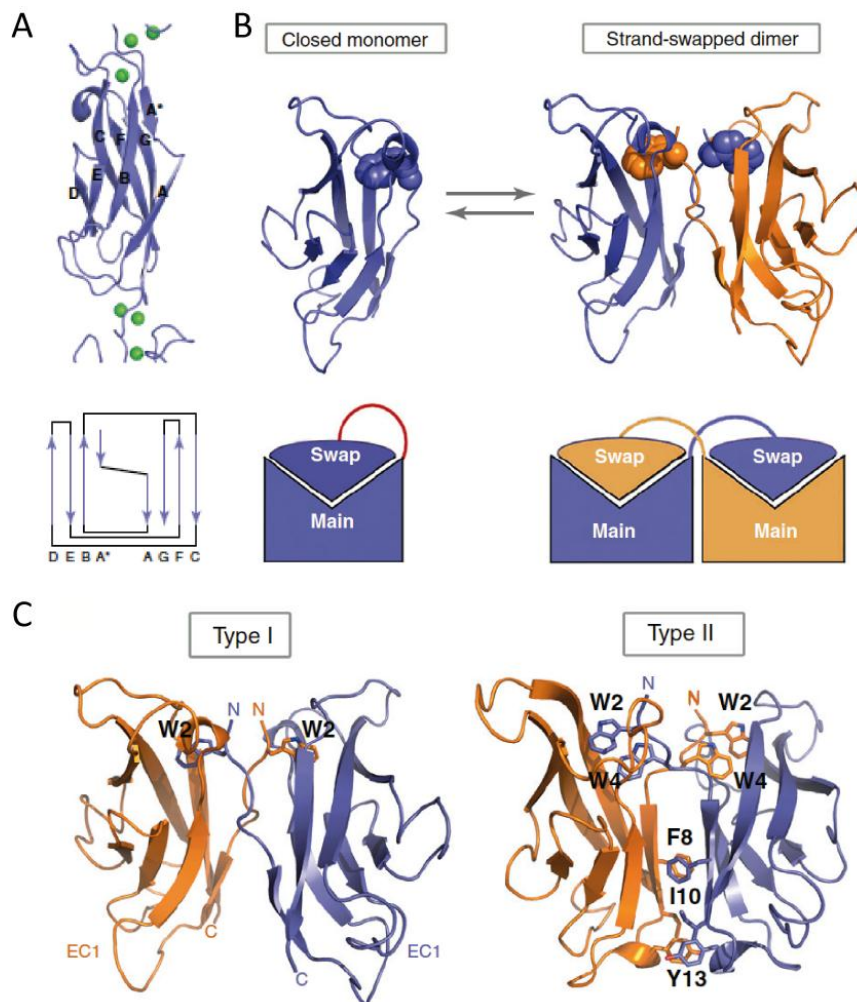 A
B
Closed monomer
Strand-swapped dimer
A*
C F G
E B A
D
Swap
Main
Swap Swap
Main Main
D E B A* A G F C
C
Type I
Type II
N N
W2 W2
EC1
C
C
EC1
N N
W2 W2
W4 W4
F8
I10
Y13